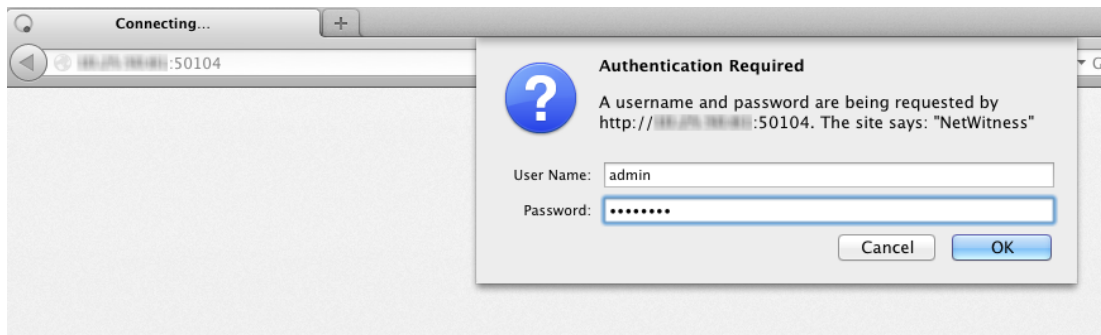 Connecting...
:50104
Authentication Required
A username and password are being requested by
http:// :50104. The site says: "NetWitness"
User Name: admin
Password: ••••••••
Cancel OK